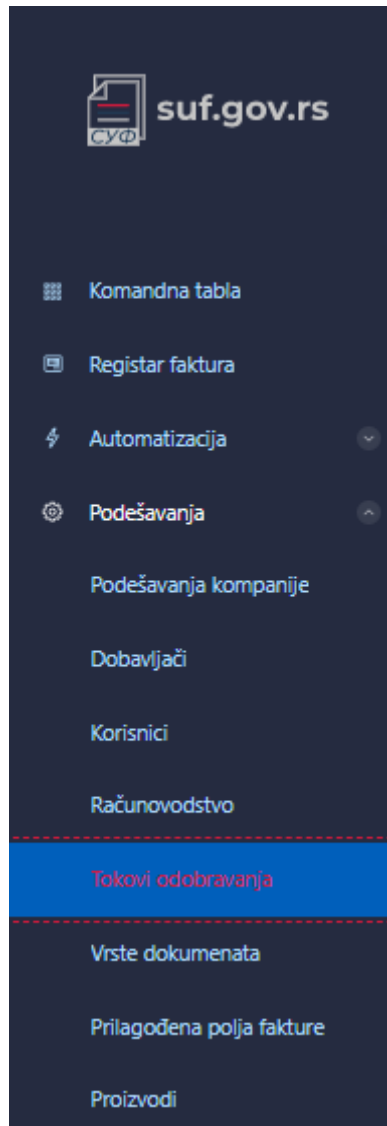 СУФ
suf.gov.rs
Komandna tabla
Registar faktura
Automatizacija
Podešavanja
Podešavanja kompanije
Dobavljači
Korisnici
Računovodstvo
Tokovi odobravanja
Vrste dokumenata
Prilagođena polja fakture
Proizvodi